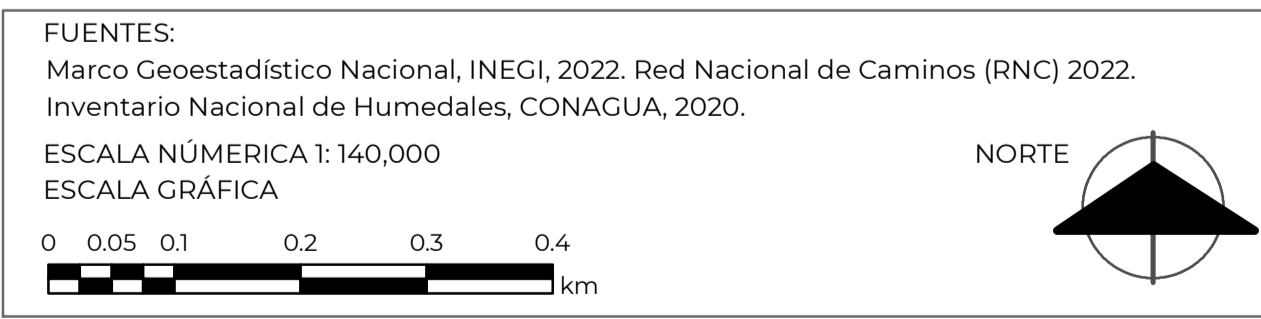 FUENTES:
Marco Geoestadístico Nacional, INEGI, 2022. Red Nacional de Caminos (RNC) 2022.
Inventario Nacional de Humedales, CONAGUA, 2020.
ESCALA NÚMERICA 1: 140,000
NORTE
ESCALA GRÁFICA
0 0.05 0.1 0.2 0.3 0.4
km